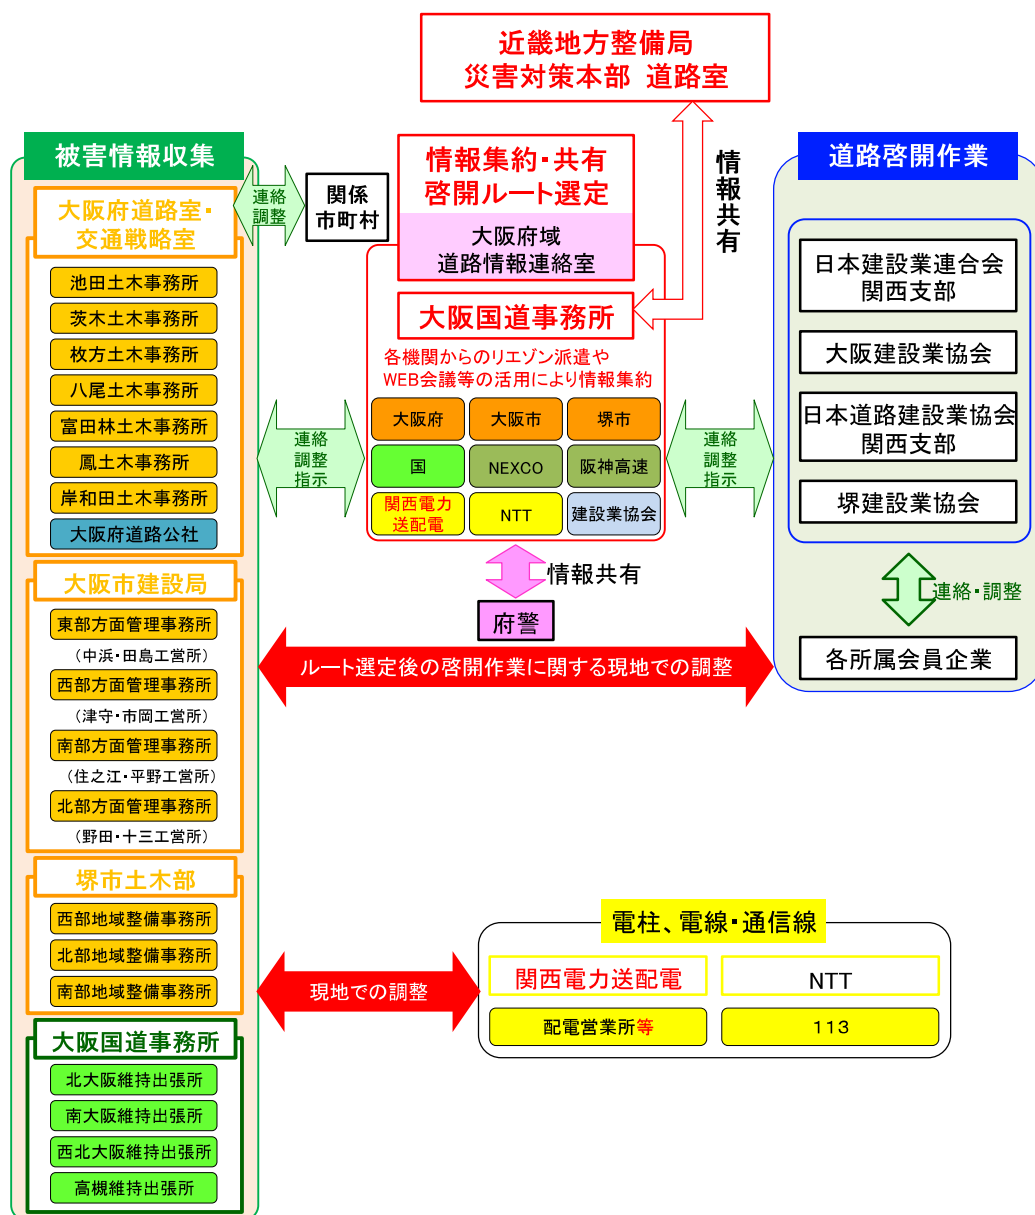 近畿地方整備局
災害対策本部 道路室
情報共有
被害情報収集
大阪府道路室・
交通戦略室
池田土木事務所
茨木土木事務所
枚方土木事務所
八尾土木事務所
富田林土木事務所
鳳土木事務所
岸和田土木事務所
大阪府道路公社
大阪市建設局
東部方面管理事務所
(中浜・田島工営所)
西部方面管理事務所
(津守・市岡工営所)
南部方面管理事務所
(住之江・平野工営所)
北部方面管理事務所
(野田・十三工営所)
堺市土木部
西部地域整備事務所
北部地域整備事務所
南部地域整備事務所
大阪国道事務所
北大阪維持出張所
南大阪維持出張所
西北大阪維持出張所
高槻維持出張所
連絡
調整
関係
市町村
連絡
調整
指示
情報集約・共有
啓開ルート選定
大阪府域
道路情報連絡室
大阪国道事務所
各機関からのリエゾン派遣や
WEB会議等の活用により情報集約
大阪府
大阪市
堺市
国
NEXCO
阪神高速
関西電力
送配電
NTT
建設業協会
情報共有
府警
連絡
調整
指示
道路啓開作業
日本建設業連合会
関西支部
大阪建設業協会
日本道路建設業協会
関西支部
堺建設業協会
連絡・調整
各所属会員企業
ルート選定後の啓開作業に関する現地での調整
現地での調整
電柱、電線・通信線
関西電力送配電
NTT
配電営業所等
113